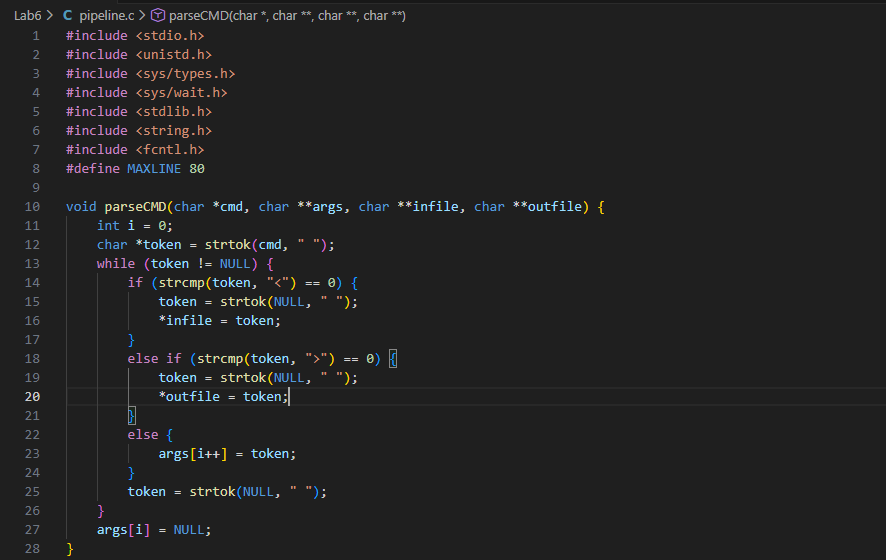 Lab6 > C pipeline.c > parseCMD(char *, char **, char **, char **)
1 #include <stdio.h>
2 #include <unistd.h>
3 #include <sys/types.h>
4 #include <sys/wait.h>
5 #include <stdlib.h>
6 #include <string.h>
7 #include <fcntl.h>
8 #define MAXLINE 80
9
10 void parseCMD(char *cmd, char **args, char **infile, char **outfile) {
11     int i = 0;
12     char *token = strtok(cmd, " ");
13     while (token != NULL) {
14         if (strcmp(token, "<") == 0) {
15             token = strtok(NULL, " ");
16             *infile = token;
17         }
18         else if (strcmp(token, ">") == 0) {
19             token = strtok(NULL, " ");
20             *outfile = token;
21         }
22         else {
23             args[i++] = token;
24         }
25         token = strtok(NULL, " ");
26     }
27     args[i] = NULL;
28 }